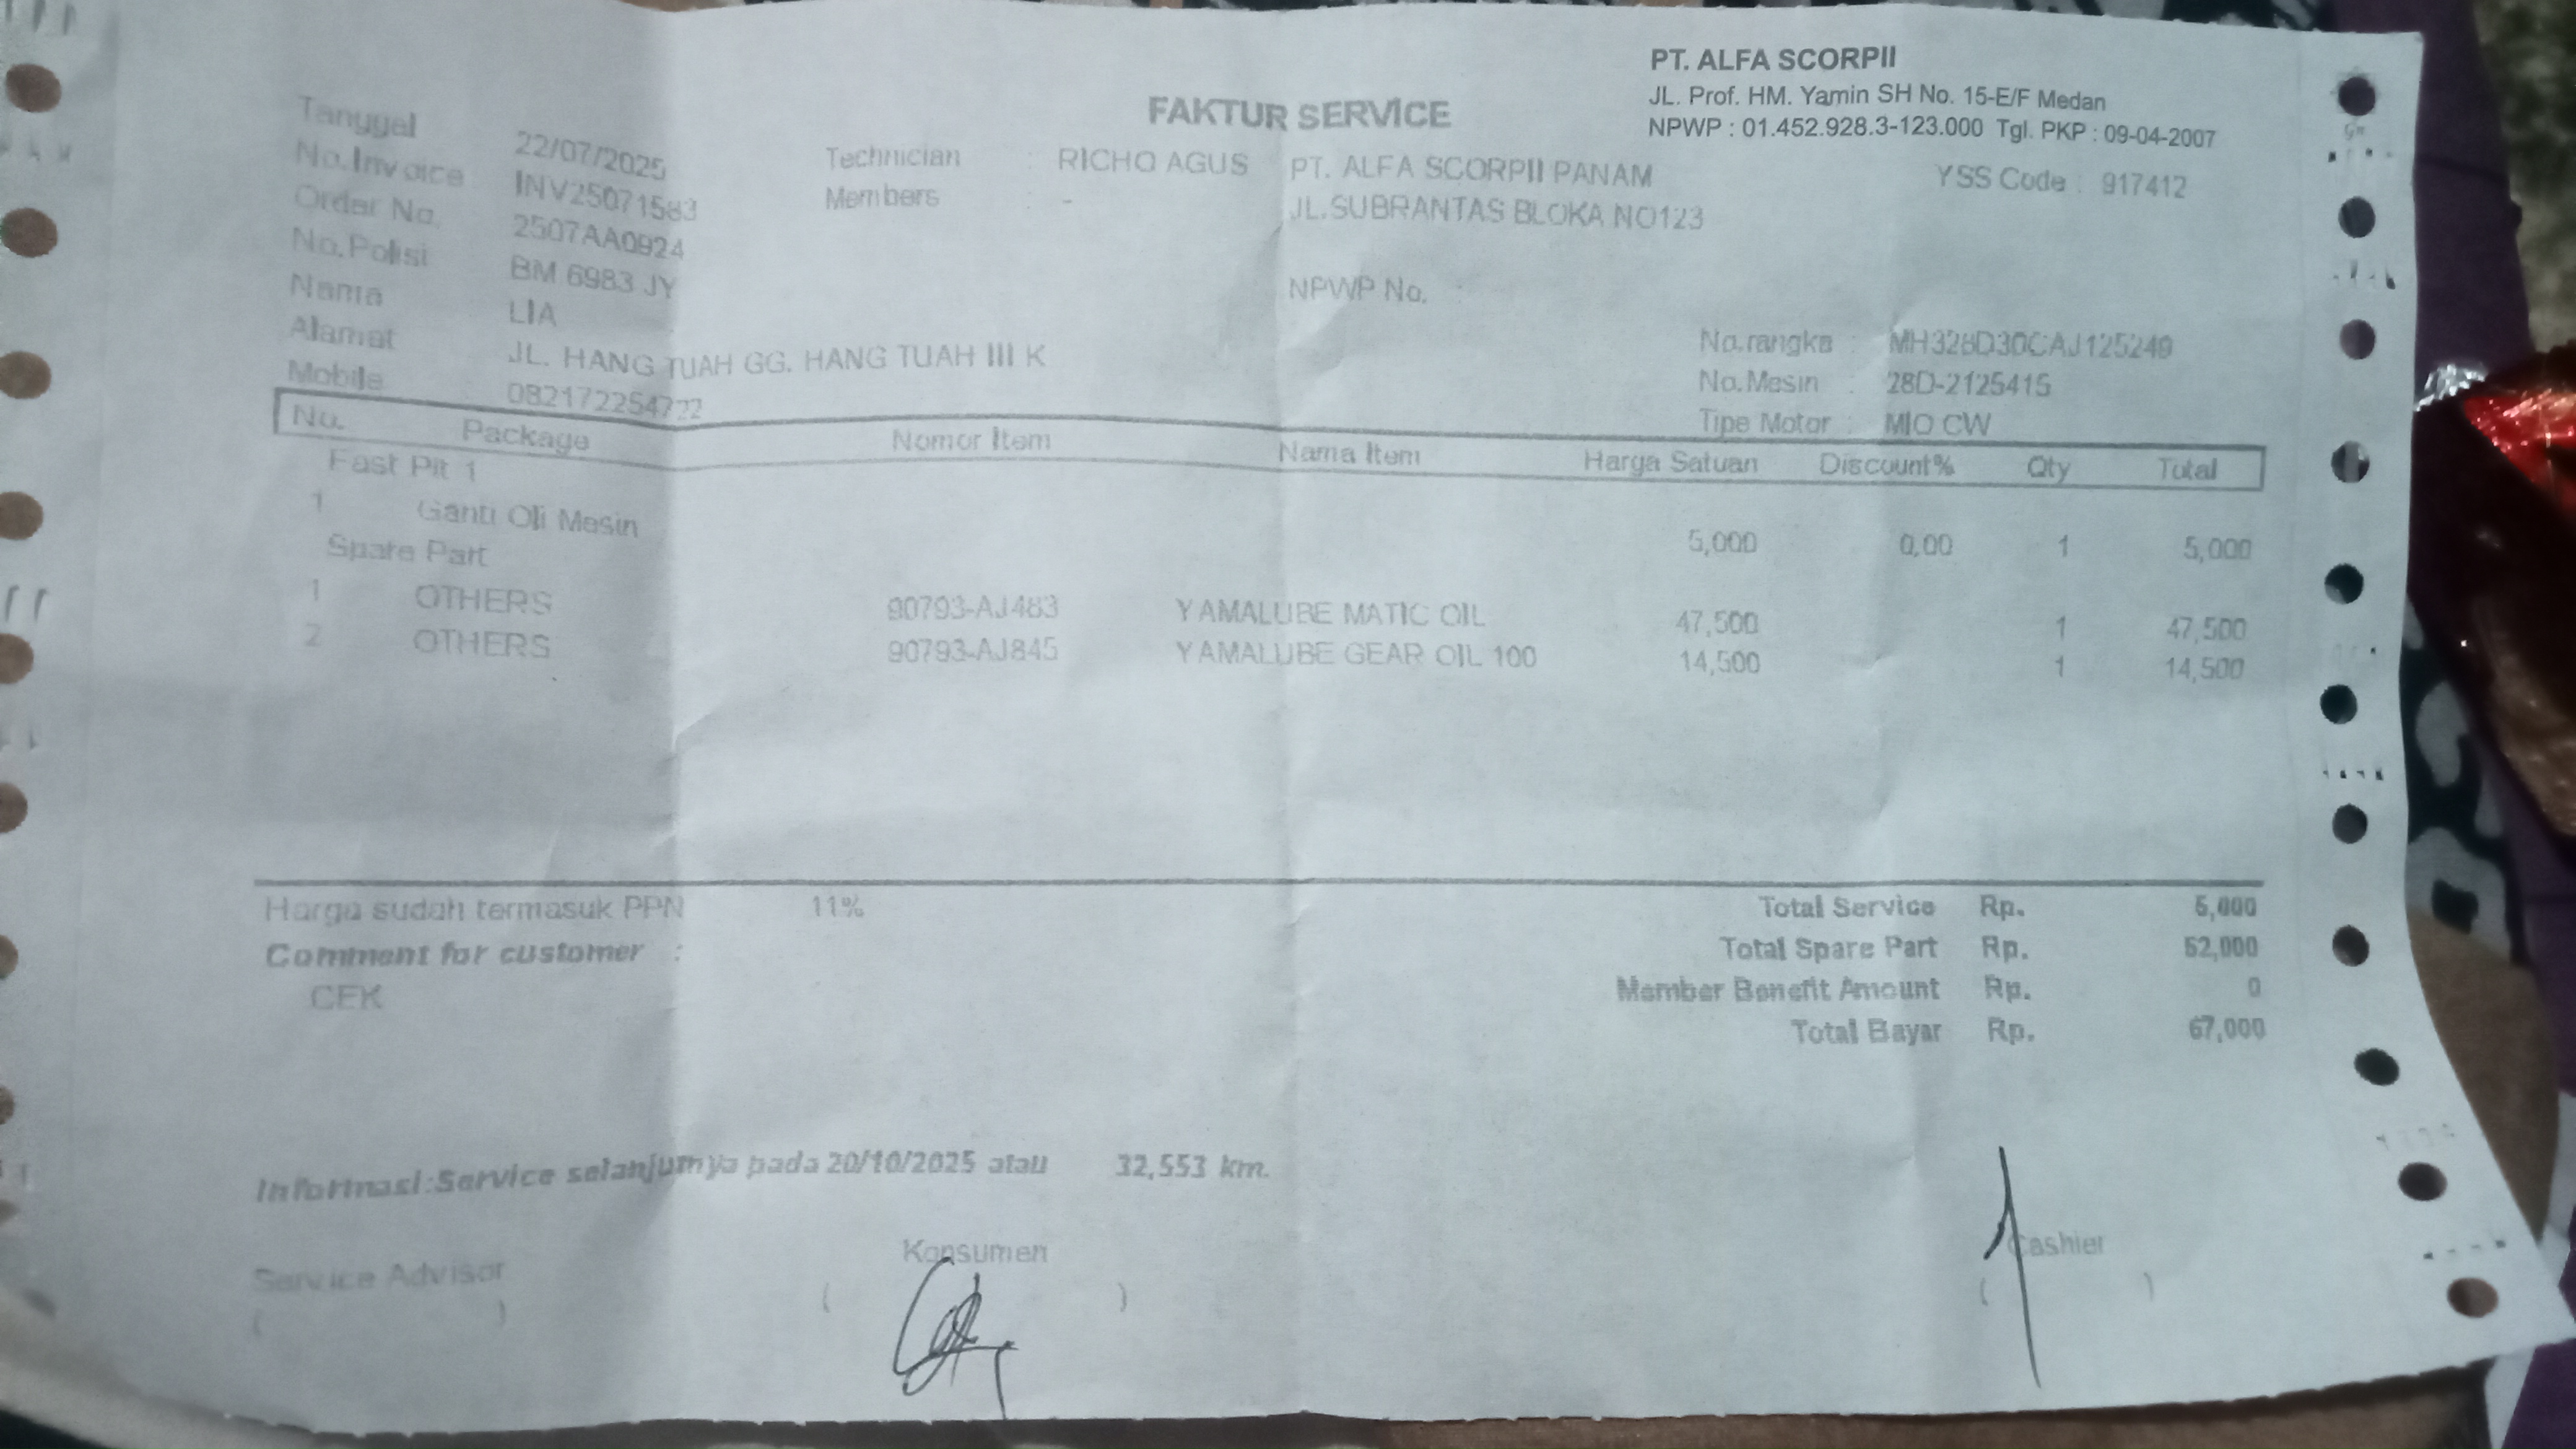 PT. ALFA SCORPII
JL. Prof. HM. Yamin SH No. 15-E/F Medan
NPWP : 01.452.928.3-123.000 Tgl. PKP : 09-04-2007
FAKTUR SERVICE
Tanggal 22/07/2025
No.Invoice INV25071583
Order No. 2507AA0924
No.Polisi BM 6983 JY
Nama LIA
Alamat JL. HANG TUAH GG. HANG TUAH III K
Mobile 082172254722
Technician : RICHO AGUS
Members : -
PT. ALFA SCORPII PANAM
JL.SUBRANTAS BLOKA NO123
NPWP No. :
YSS Code : 917412
No.rangka : MH328D30CAJ125249
No.Mesin : 28D-2125415
Tipe Motor : MIO CW
No. Package Nomor Item Nama Item Harga Satuan Discount% Qty Total
Fast Pit 1
1 Ganti Oli Mesin 5,000 0,00 1 5,000
Spare Part
1 OTHERS 90793-AJ483 YAMALUBE MATIC OIL 47,500 1 47,500
2 OTHERS 90793-AJ845 YAMALUBE GEAR OIL 100 14,500 1 14,500
Harga sudah termasuk PPN 11%
Comment for customer :
CEK
Total Service Rp. 5,000
Total Spare Part Rp. 62,000
Member Benefit Amount Rp. 0
Total Bayar Rp. 67,000
Informasi:Service selanjutnya pada 20/10/2025 atau 32,553 km.
Service Advisor
( )
Konsumen
( )
Cashier
( )